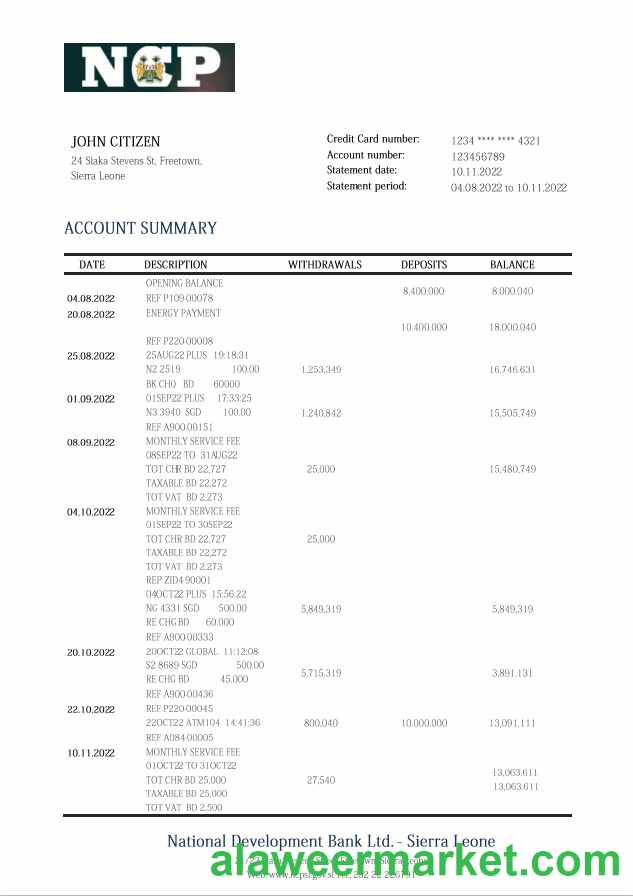 NCP
JOHN CITIZEN
24 Siaka Stevens St, Freetown,
Sierra Leone
Credit Card number: 1234 **** **** 4321
Account number: 123456789
Statement date: 10.11.2022
Statement period: 04.08.2022 to 10.11.2022
ACCOUNT SUMMARY
DATE DESCRIPTION WITHDRAWALS DEPOSITS BALANCE
OPENING BALANCE
8,400.000 8.000.040
04.08.2022 REF P109-00078
20.08.2022 ENERGY PAYMENT
10.400.000 18.000.040
REF P220-00008
25.08.2022 25AUG22 PLUS 19:18:31
N2 2519 100.00 1,253,349 16,746.631
BK CHO BD 60000
01.09.2022 01SEP22 PLUS 17:33:25
N3 3940 SGD 100.00 1,240,842 15,505,749
REF A900-00151
08.09.2022 MONTHLY SERVICE FEE
08SEP22 TO 31AUG22
TOT CHR BD 22,727 25,000 15,480,749
TAXABLE BD 22,272
TOT VAT BD 2,273
04.10.2022 MONTHLY SERVICE FEE
01SEP22 TO 30SEP22
TOT CHR BD 22,727 25,000
TAXABLE BD 22,272
TOT VAT BD 2,273
REP ZID4-90001
04OCT22 PLUS 15:56:22
NG 4331 SGD 500.00 5,849,319 5,849,319
RE CHG BD 60.000
REF A900-00333
20.10.2022 20OCT22 GLOBAL 11:12:08
S2 8689 SGD 500.00
5,715,319 3,891.131
RE CHG BD 45.000
REF A900-00436
22.10.2022 REF P220-00045
22OCT22 ATM104 14:41:36 800,040 10.000.000 13,091,111
REF A084-00005
10.11.2022 MONTHLY SERVICE FEE
01OCT22 TO 31OCT22
13,063.611
TOT CHR BD 25,000 27,540
13,063.611
TAXABLE BD 25,000
TOT VAT BD 2.500
National Development Bank Ltd. - Sierra Leone
alaweermarket.com